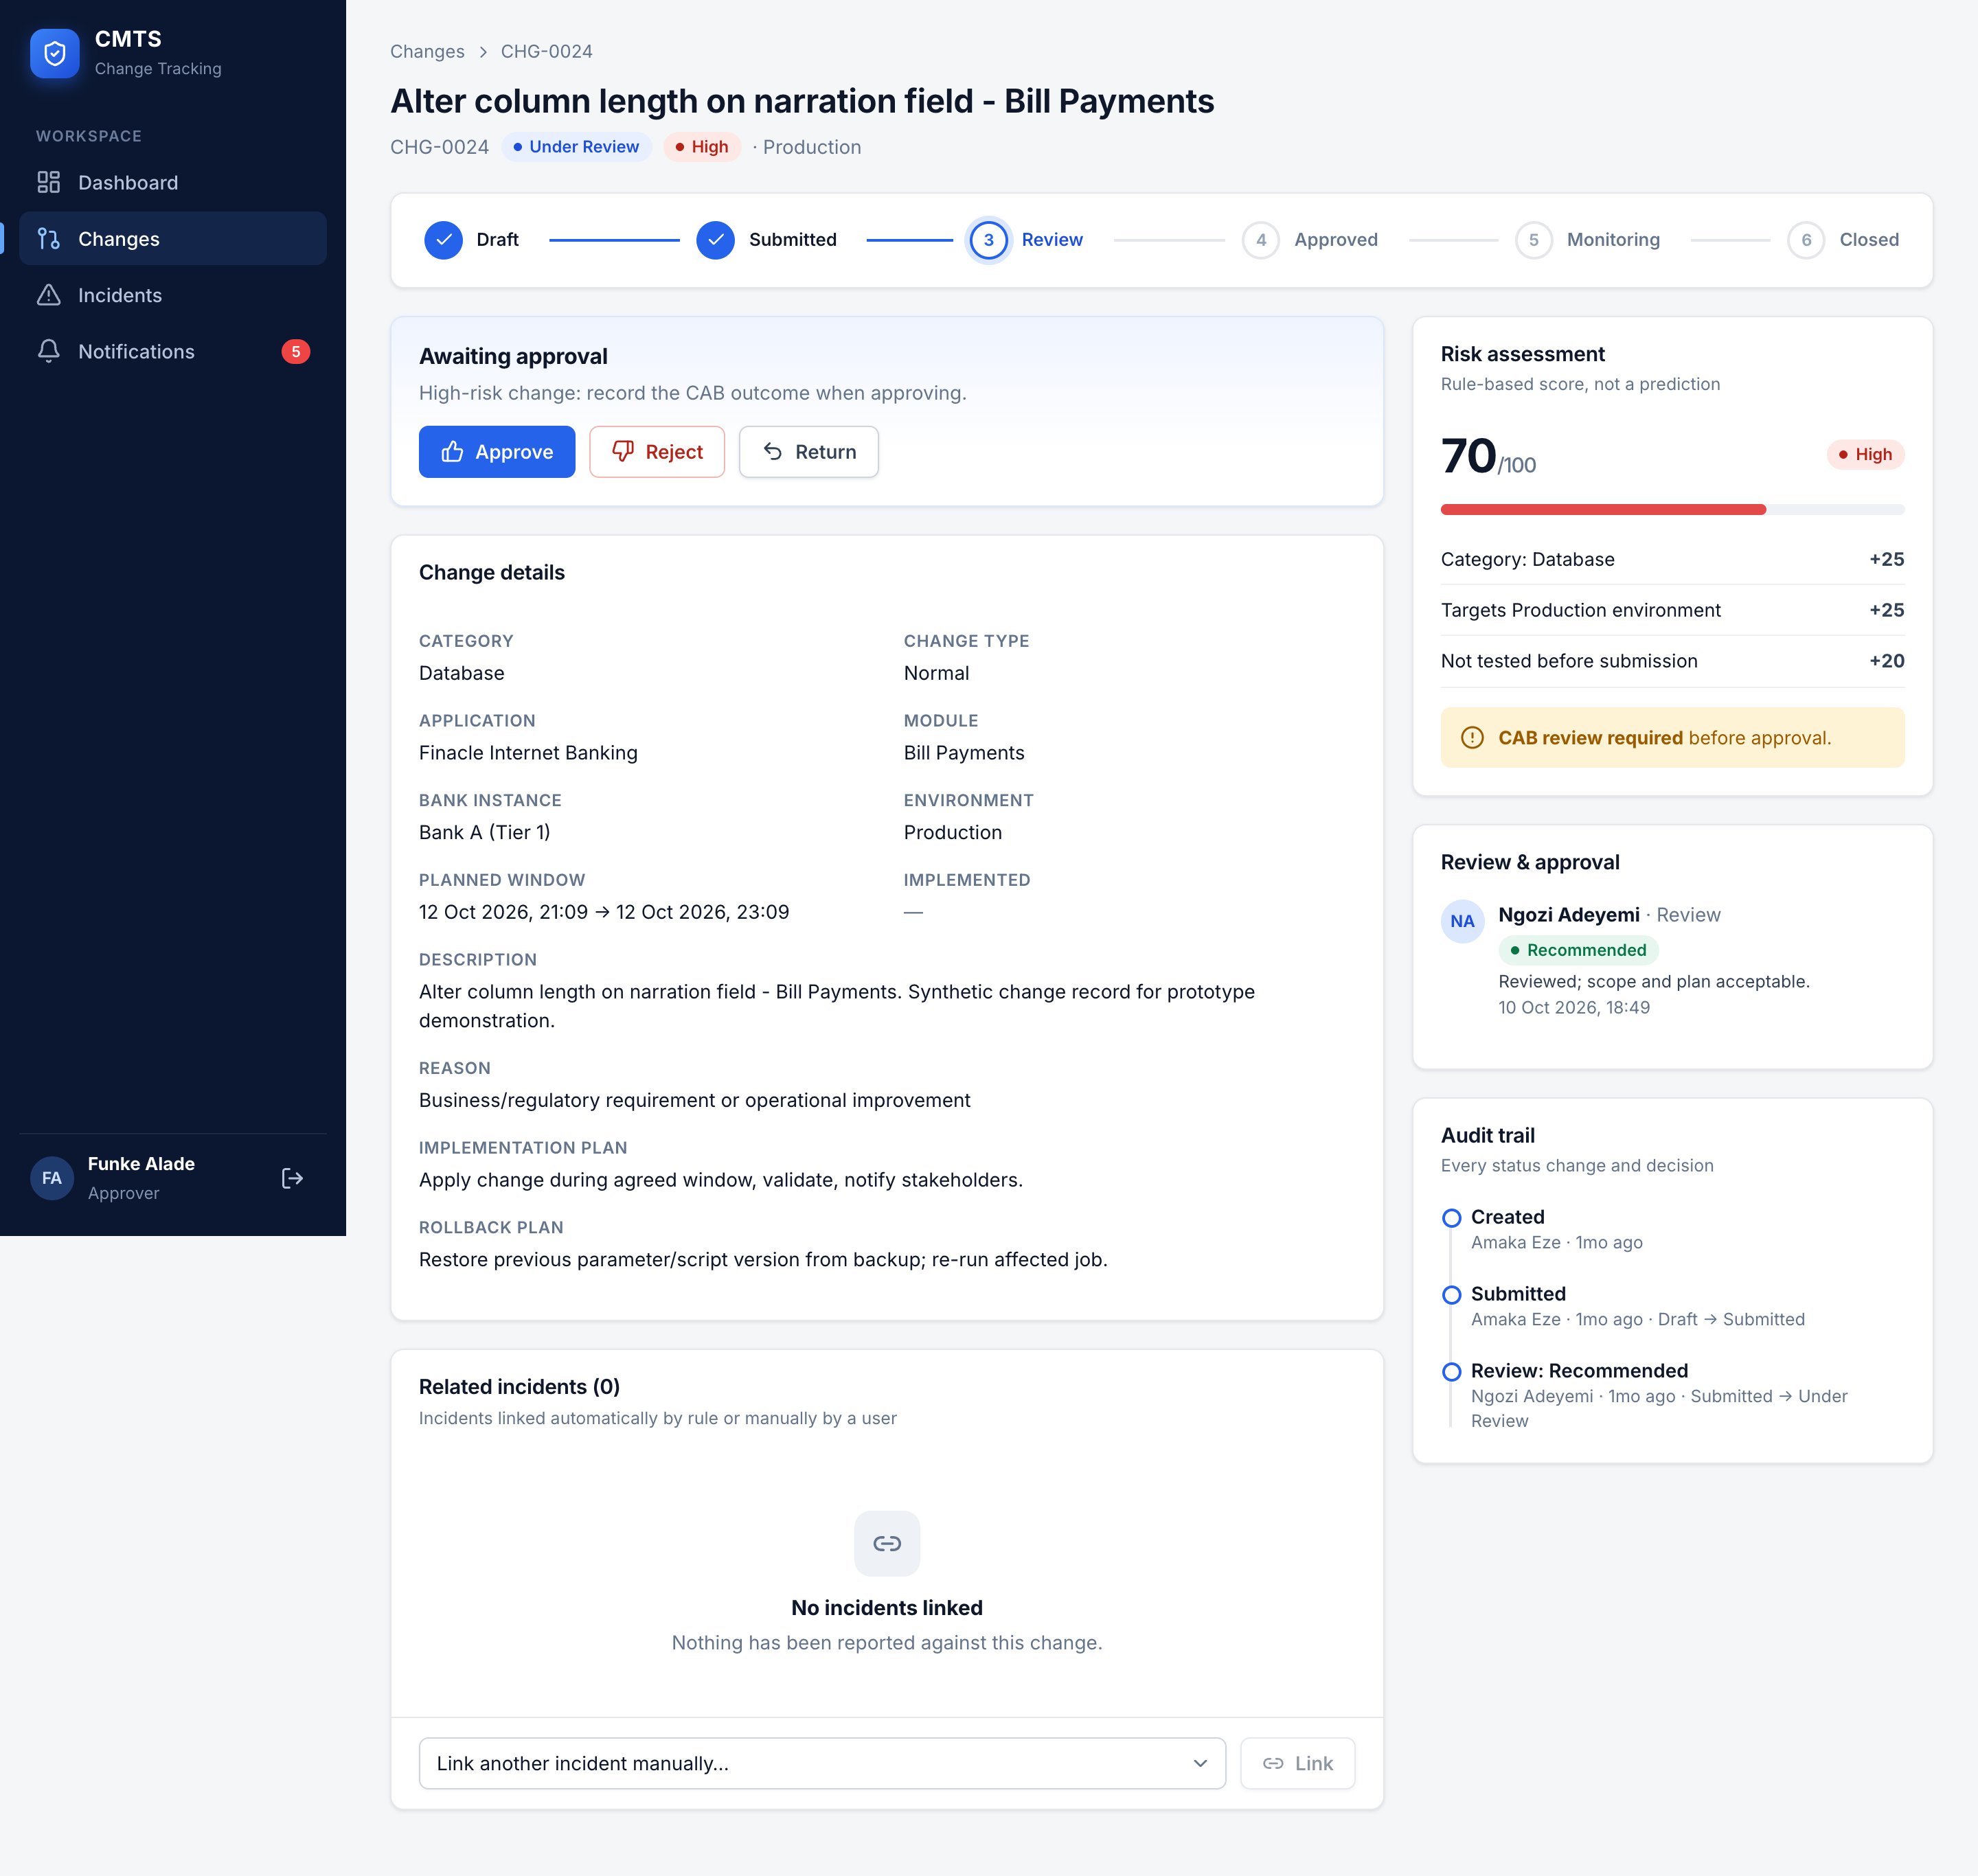 CMTS
Change Tracking
WORKSPACE
Dashboard
Changes
Incidents
Notifications 5
Funke Alade
FA
Approver
Changes > CHG-0024
Alter column length on narration field - Bill Payments
CHG-0024 Under Review High · Production
Draft Submitted 3 Review 4 Approved 5 Monitoring 6 Closed
Awaiting approval
High-risk change: record the CAB outcome when approving.
Approve Reject Return
Change details
CATEGORY CHANGE TYPE
Database Normal
APPLICATION MODULE
Finacle Internet Banking Bill Payments
BANK INSTANCE ENVIRONMENT
Bank A (Tier 1) Production
PLANNED WINDOW IMPLEMENTED
12 Oct 2026, 21:09 → 12 Oct 2026, 23:09 —
DESCRIPTION
Alter column length on narration field - Bill Payments. Synthetic change record for prototype
demonstration.
REASON
Business/regulatory requirement or operational improvement
IMPLEMENTATION PLAN
Apply change during agreed window, validate, notify stakeholders.
ROLLBACK PLAN
Restore previous parameter/script version from backup; re-run affected job.
Related incidents (0)
Incidents linked automatically by rule or manually by a user
No incidents linked
Nothing has been reported against this change.
Link another incident manually... Link
Risk assessment
Rule-based score, not a prediction
70/100 High
Category: Database +25
Targets Production environment +25
Not tested before submission +20
CAB review required before approval.
Review & approval
NA Ngozi Adeyemi · Review
Recommended
Reviewed; scope and plan acceptable.
10 Oct 2026, 18:49
Audit trail
Every status change and decision
Created
Amaka Eze · 1mo ago
Submitted
Amaka Eze · 1mo ago · Draft → Submitted
Review: Recommended
Ngozi Adeyemi · 1mo ago · Submitted → Under
Review